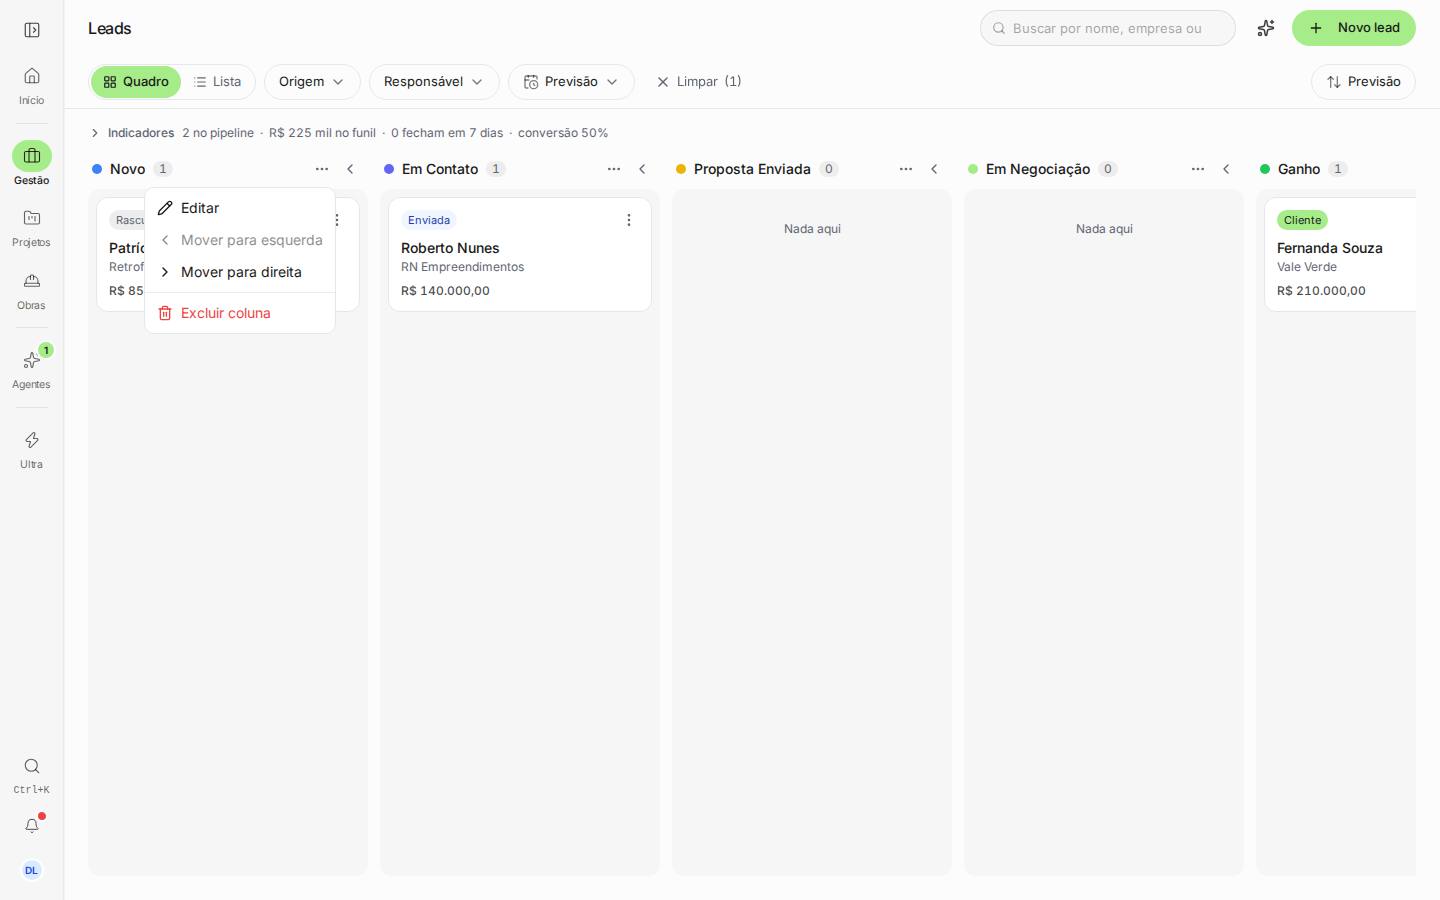 Leads
Buscar por nome, empresa ou
Novo lead
Quadro
Lista
Origem
Responsável
Previsão
Limpar (1)
Previsão
Indicadores 2 no pipeline · R$ 225 mil no funil · 0 fecham em 7 dias · conversão 50%
Início
Gestão
Projetos
Obras
1
Agentes
Ultra
Ctrl+K
DL
Novo 1
Editar
Mover para esquerda
Mover para direita
Excluir coluna
R$ 85
Em Contato 1
Enviada
Roberto Nunes
RN Empreendimentos
R$ 140.000,00
Proposta Enviada 0
Nada aqui
Em Negociação 0
Nada aqui
Ganho 1
Cliente
Fernanda Souza
Vale Verde
R$ 210.000,00